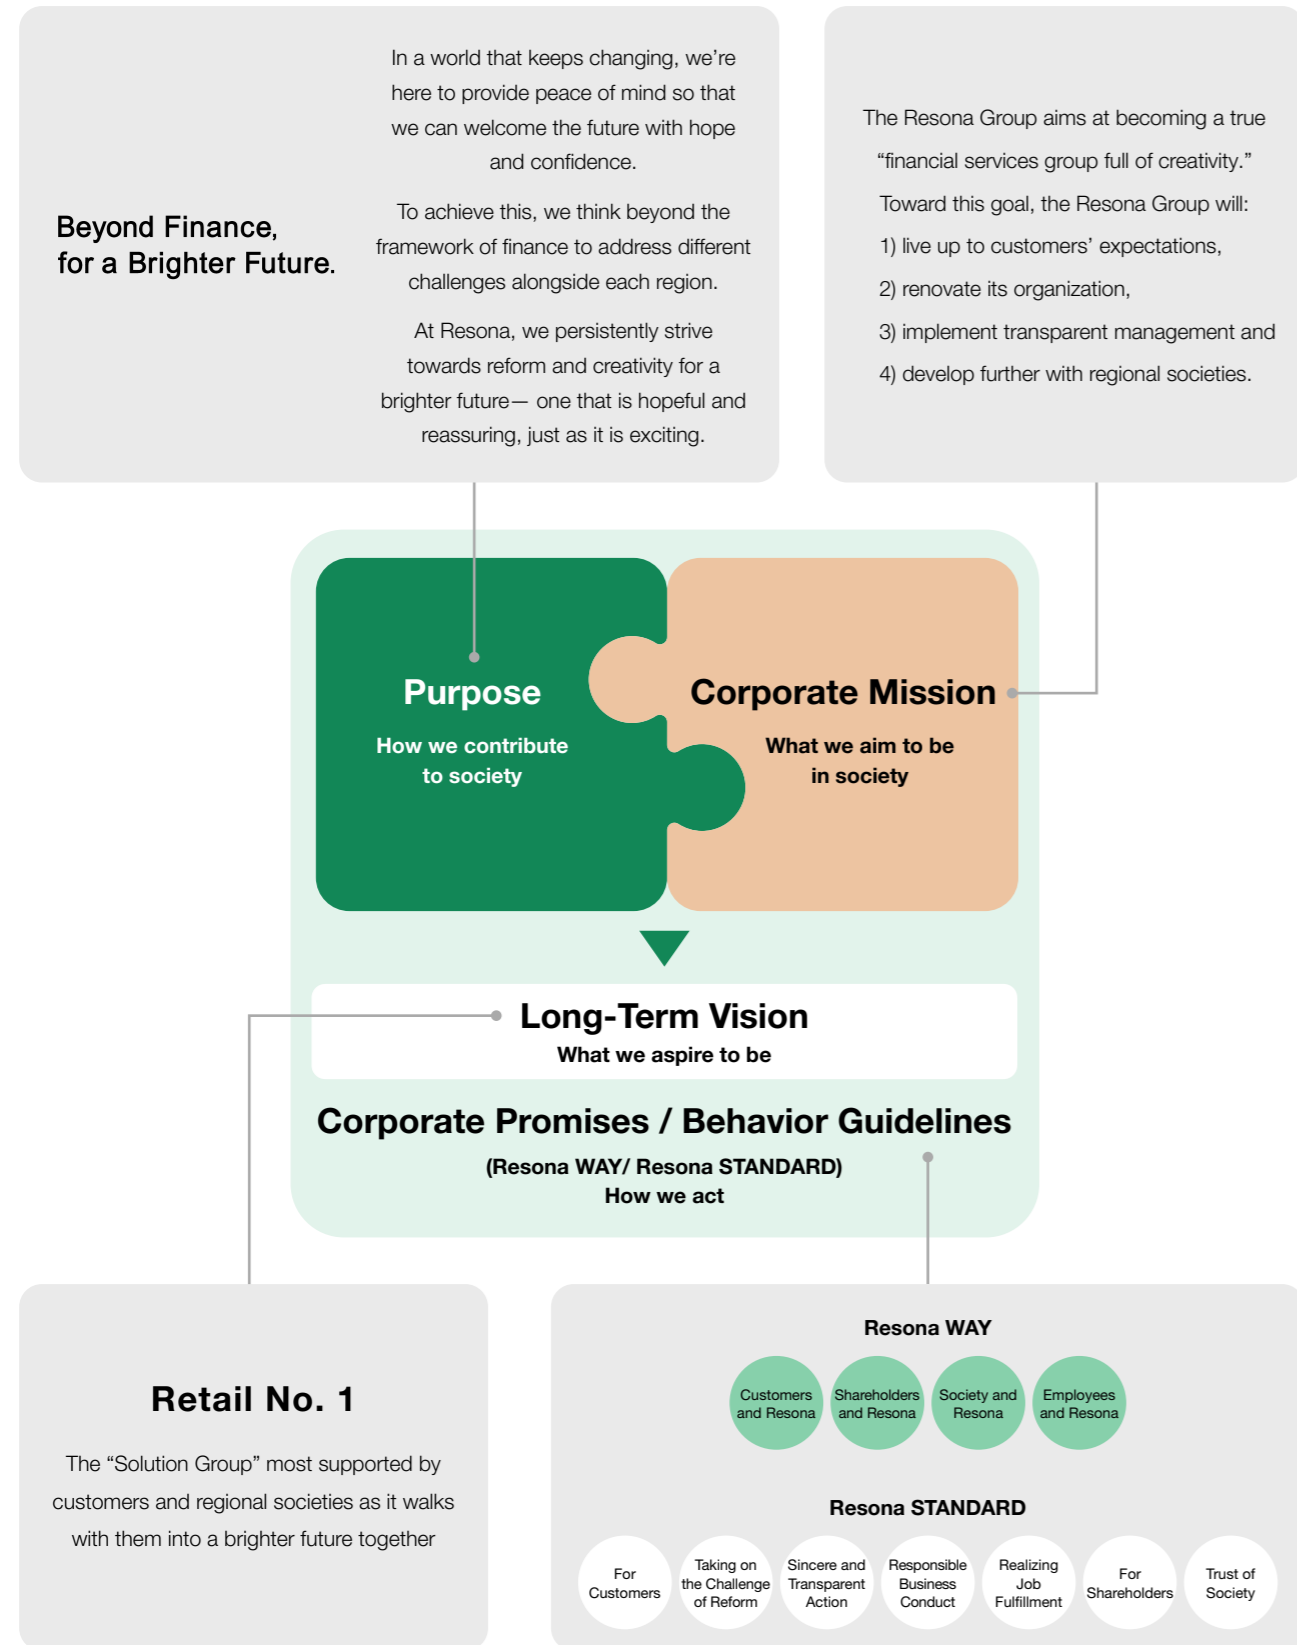 Beyond Finance,
for a Brighter Future.
In a world that keeps changing, we’re
here to provide peace of mind so that
we can welcome the future with hope
and confidence.
To achieve this, we think beyond the
framework of finance to address different
challenges alongside each region.
At Resona, we persistently strive
towards reform and creativity for a
brighter future— one that is hopeful and
reassuring, just as it is exciting.
The Resona Group aims at becoming a true
“financial services group full of creativity.”
Toward this goal, the Resona Group will:
1) live up to customers’ expectations,
2) renovate its organization,
3) implement transparent management and
4) develop further with regional societies.
Purpose
How we contribute
to society
Corporate Mission
What we aim to be
in society
Long-Term Vision
What we aspire to be
Corporate Promises / Behavior Guidelines
(Resona WAY/ Resona STANDARD)
How we act
Retail No. 1
The “Solution Group” most supported by
customers and regional societies as it walks
with them into a brighter future together
Resona WAY
Customers
and Resona
Shareholders
and Resona
Society and
Resona
Employees
and Resona
Resona STANDARD
For
Customers
Taking on
the Challenge
of Reform
Sincere and
Transparent
Action
Responsible
Business
Conduct
Realizing
Job
Fulfillment
For
Shareholders
Trust of
Society